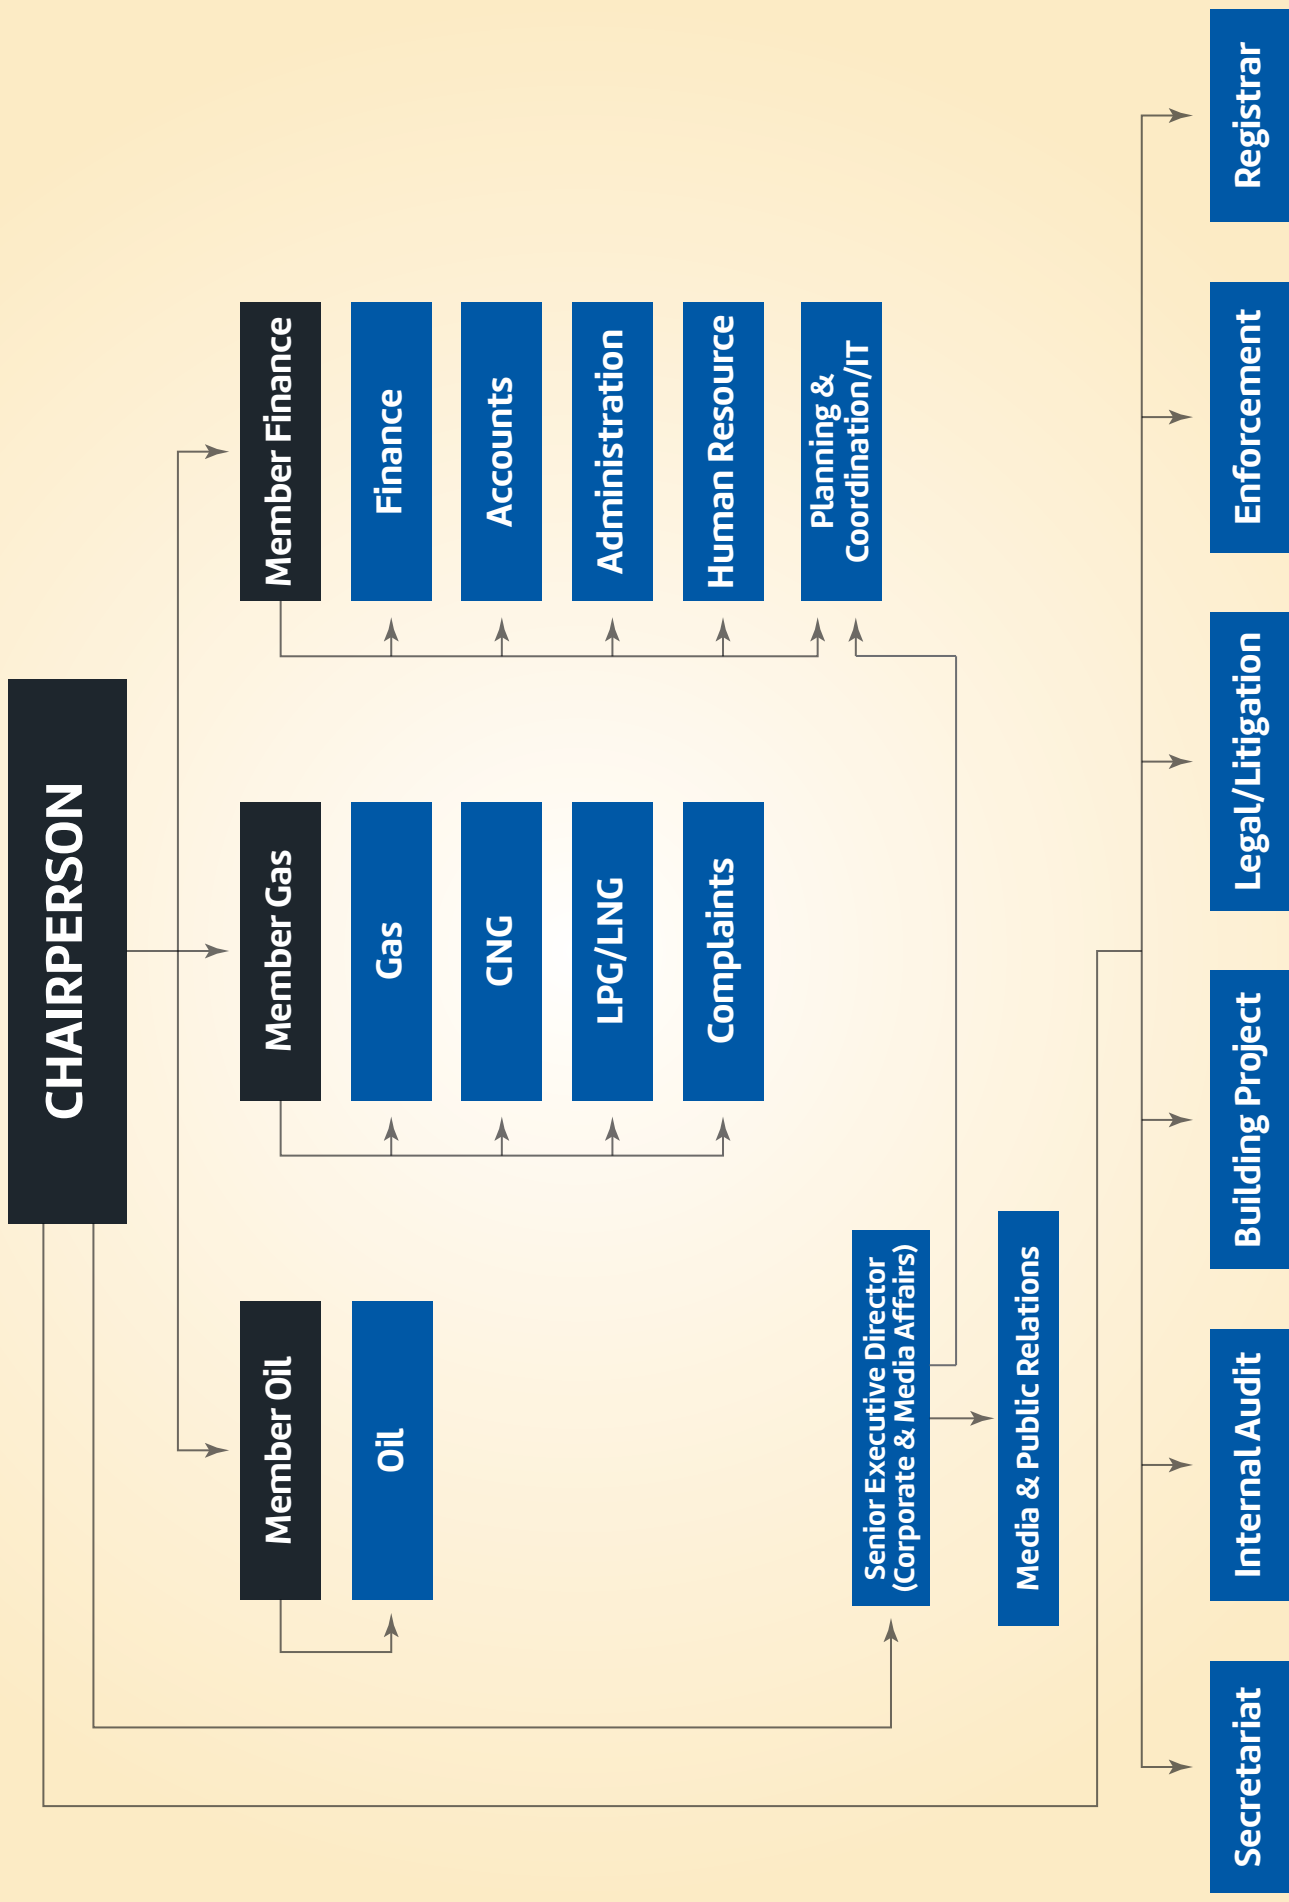 CHAIRPERSON
Member Oil
Oil
Member Gas
Gas
CNG
LPG/LNG
Complaints
Member Finance
Finance
Accounts
Administration
Human Resource
Planning &
Coordination/IT
Senior Executive Director
(Corporate & Media Affairs)
Media & Public Relations
Secretariat
Internal Audit
Building Project
Legal/Litigation
Enforcement
Registrar